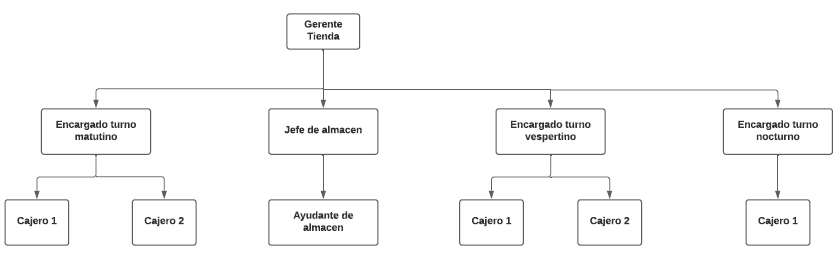 Gerente
Tienda
Encargado turno
matutino
Jefe de almacen
Encargado turno
vespertino
Encargado turno
nocturno
Cajero 1
Cajero 2
Ayudante de
almacen
Cajero 1
Cajero 2
Cajero 1